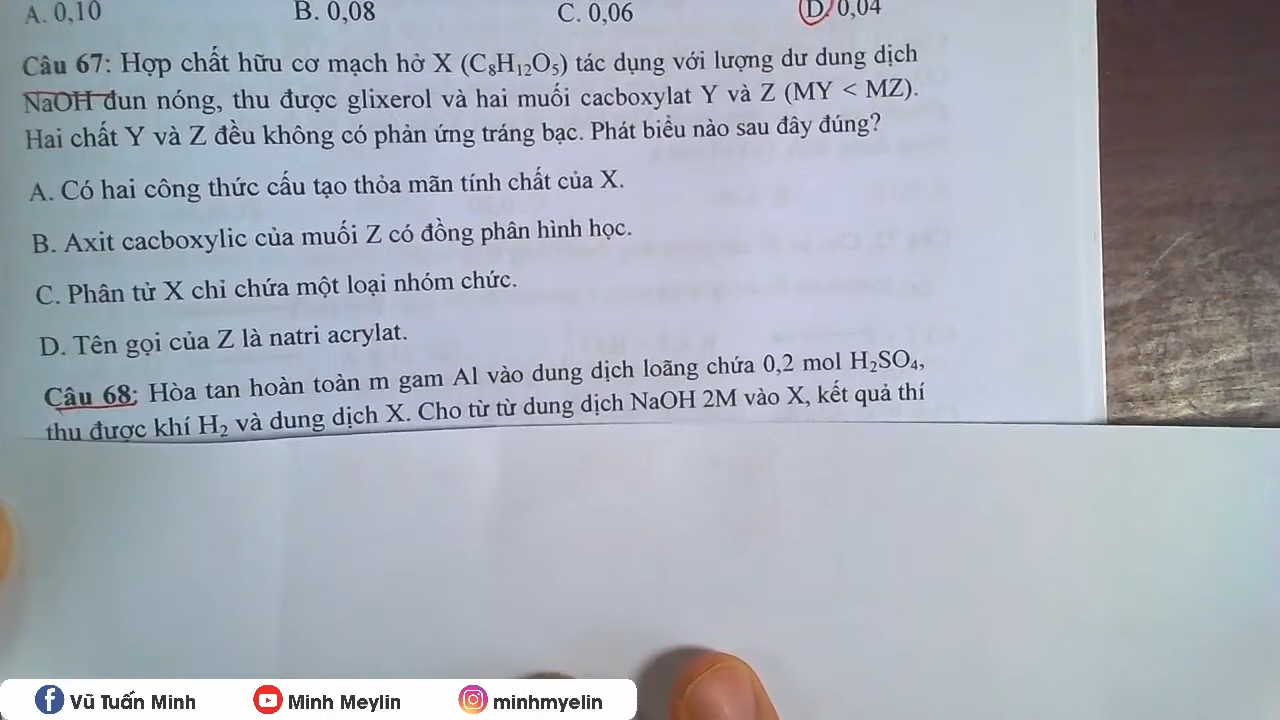 A. 0,10 B. 0,08 C. 0,06 D. 0,04
Câu 67: Hợp chất hữu cơ mạch hở X (C₈H₁₂O₅) tác dụng với lượng dư dung dịch
NaOH đun nóng, thu được glixerol và hai muối cacboxylat Y và Z (MY < MZ).
Hai chất Y và Z đều không có phản ứng tráng bạc. Phát biểu nào sau đây đúng?
A. Có hai công thức cấu tạo thỏa mãn tính chất của X.
B. Axit cacboxylic của muối Z có đồng phân hình học.
C. Phân tử X chỉ chứa một loại nhóm chức.
D. Tên gọi của Z là natri acrylat.
Câu 68: Hòa tan hoàn toàn m gam Al vào dung dịch loãng chứa 0,2 mol H₂SO₄,
thu được khí H₂ và dung dịch X. Cho từ từ dung dịch NaOH 2M vào X, kết quả thí
Vũ Tuấn Minh Minh Meylin minhmyelin